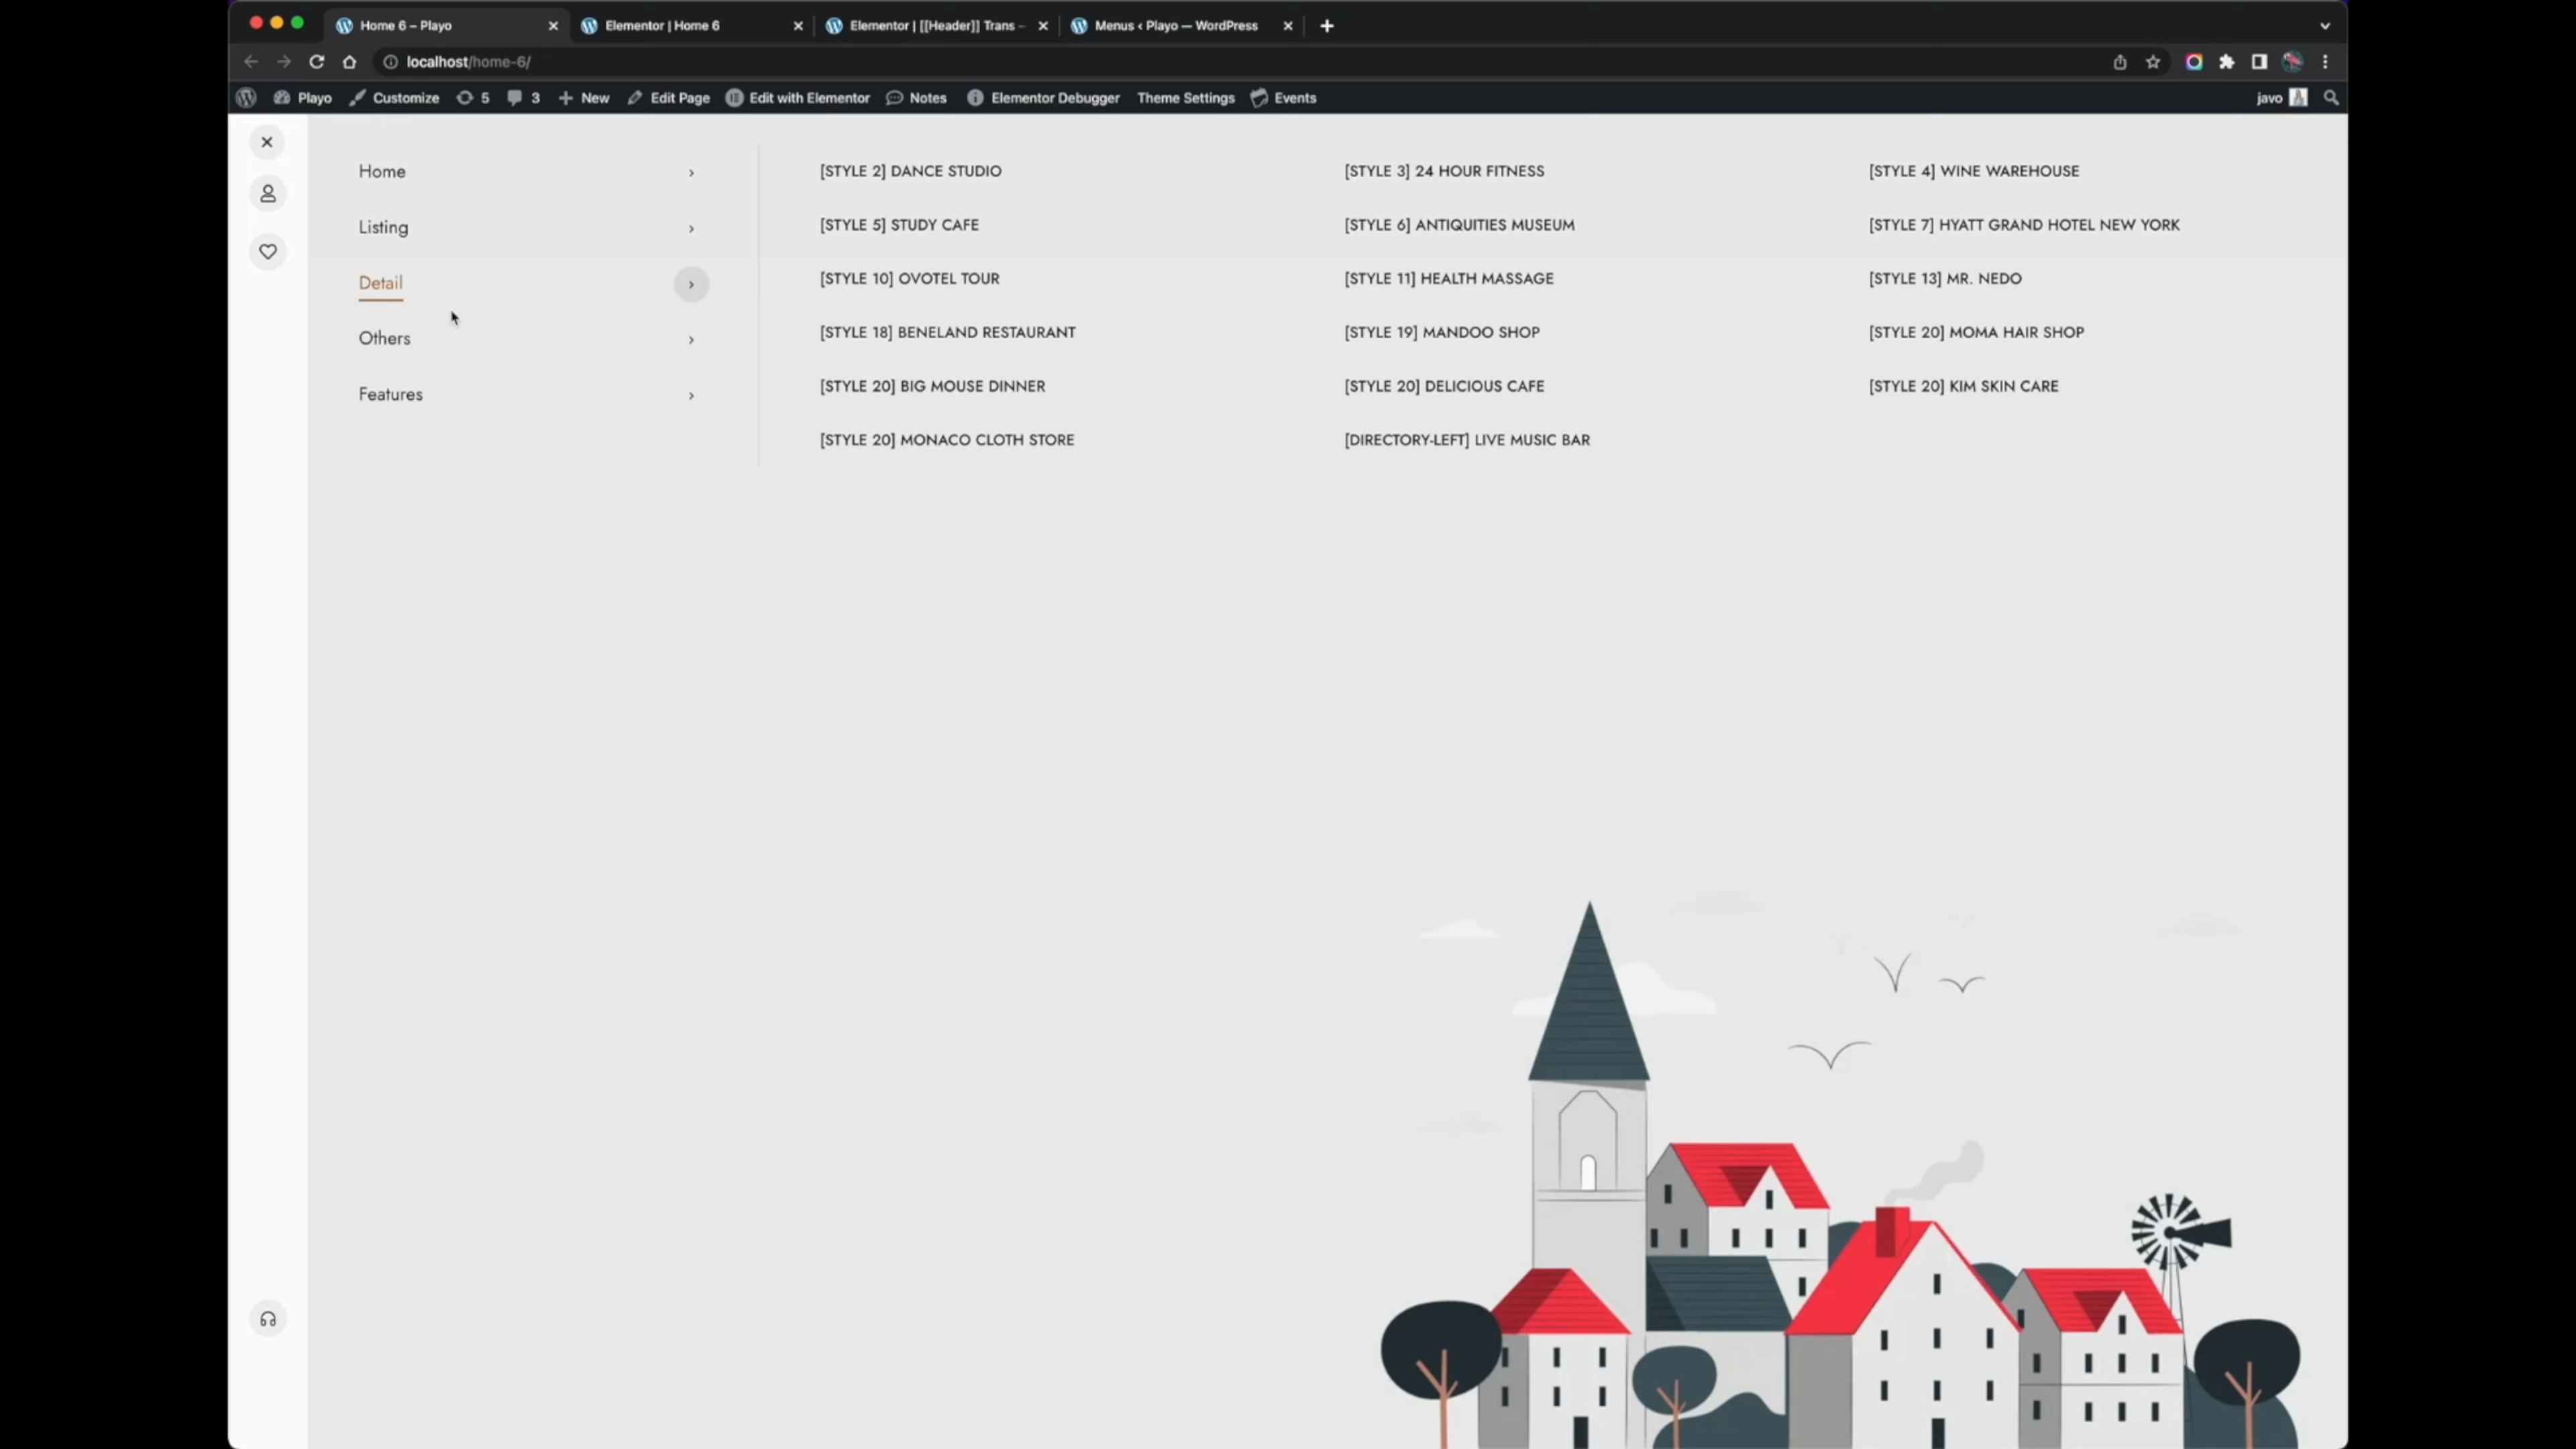 Home 6 – Playo
Elementor | Home 6
Elementor | [[Header]] Trans -
Menus ‹ Playo — WordPress
localhost/home-6/
Playo
Customize
5
3
New
Edit Page
Edit with Elementor
Notes
Elementor Debugger
Theme Settings
Events
javo
Home
Listing
Detail
Others
Features
[STYLE 2] DANCE STUDIO
[STYLE 3] 24 HOUR FITNESS
[STYLE 4] WINE WAREHOUSE
[STYLE 5] STUDY CAFE
[STYLE 6] ANTIQUITIES MUSEUM
[STYLE 7] HYATT GRAND HOTEL NEW YORK
[STYLE 10] OVOTEL TOUR
[STYLE 11] HEALTH MASSAGE
[STYLE 13] MR. NEDO
[STYLE 18] BENELAND RESTAURANT
[STYLE 19] MANDOO SHOP
[STYLE 20] MOMA HAIR SHOP
[STYLE 20] BIG MOUSE DINNER
[STYLE 20] DELICIOUS CAFE
[STYLE 20] KIM SKIN CARE
[STYLE 20] MONACO CLOTH STORE
[DIRECTORY-LEFT] LIVE MUSIC BAR